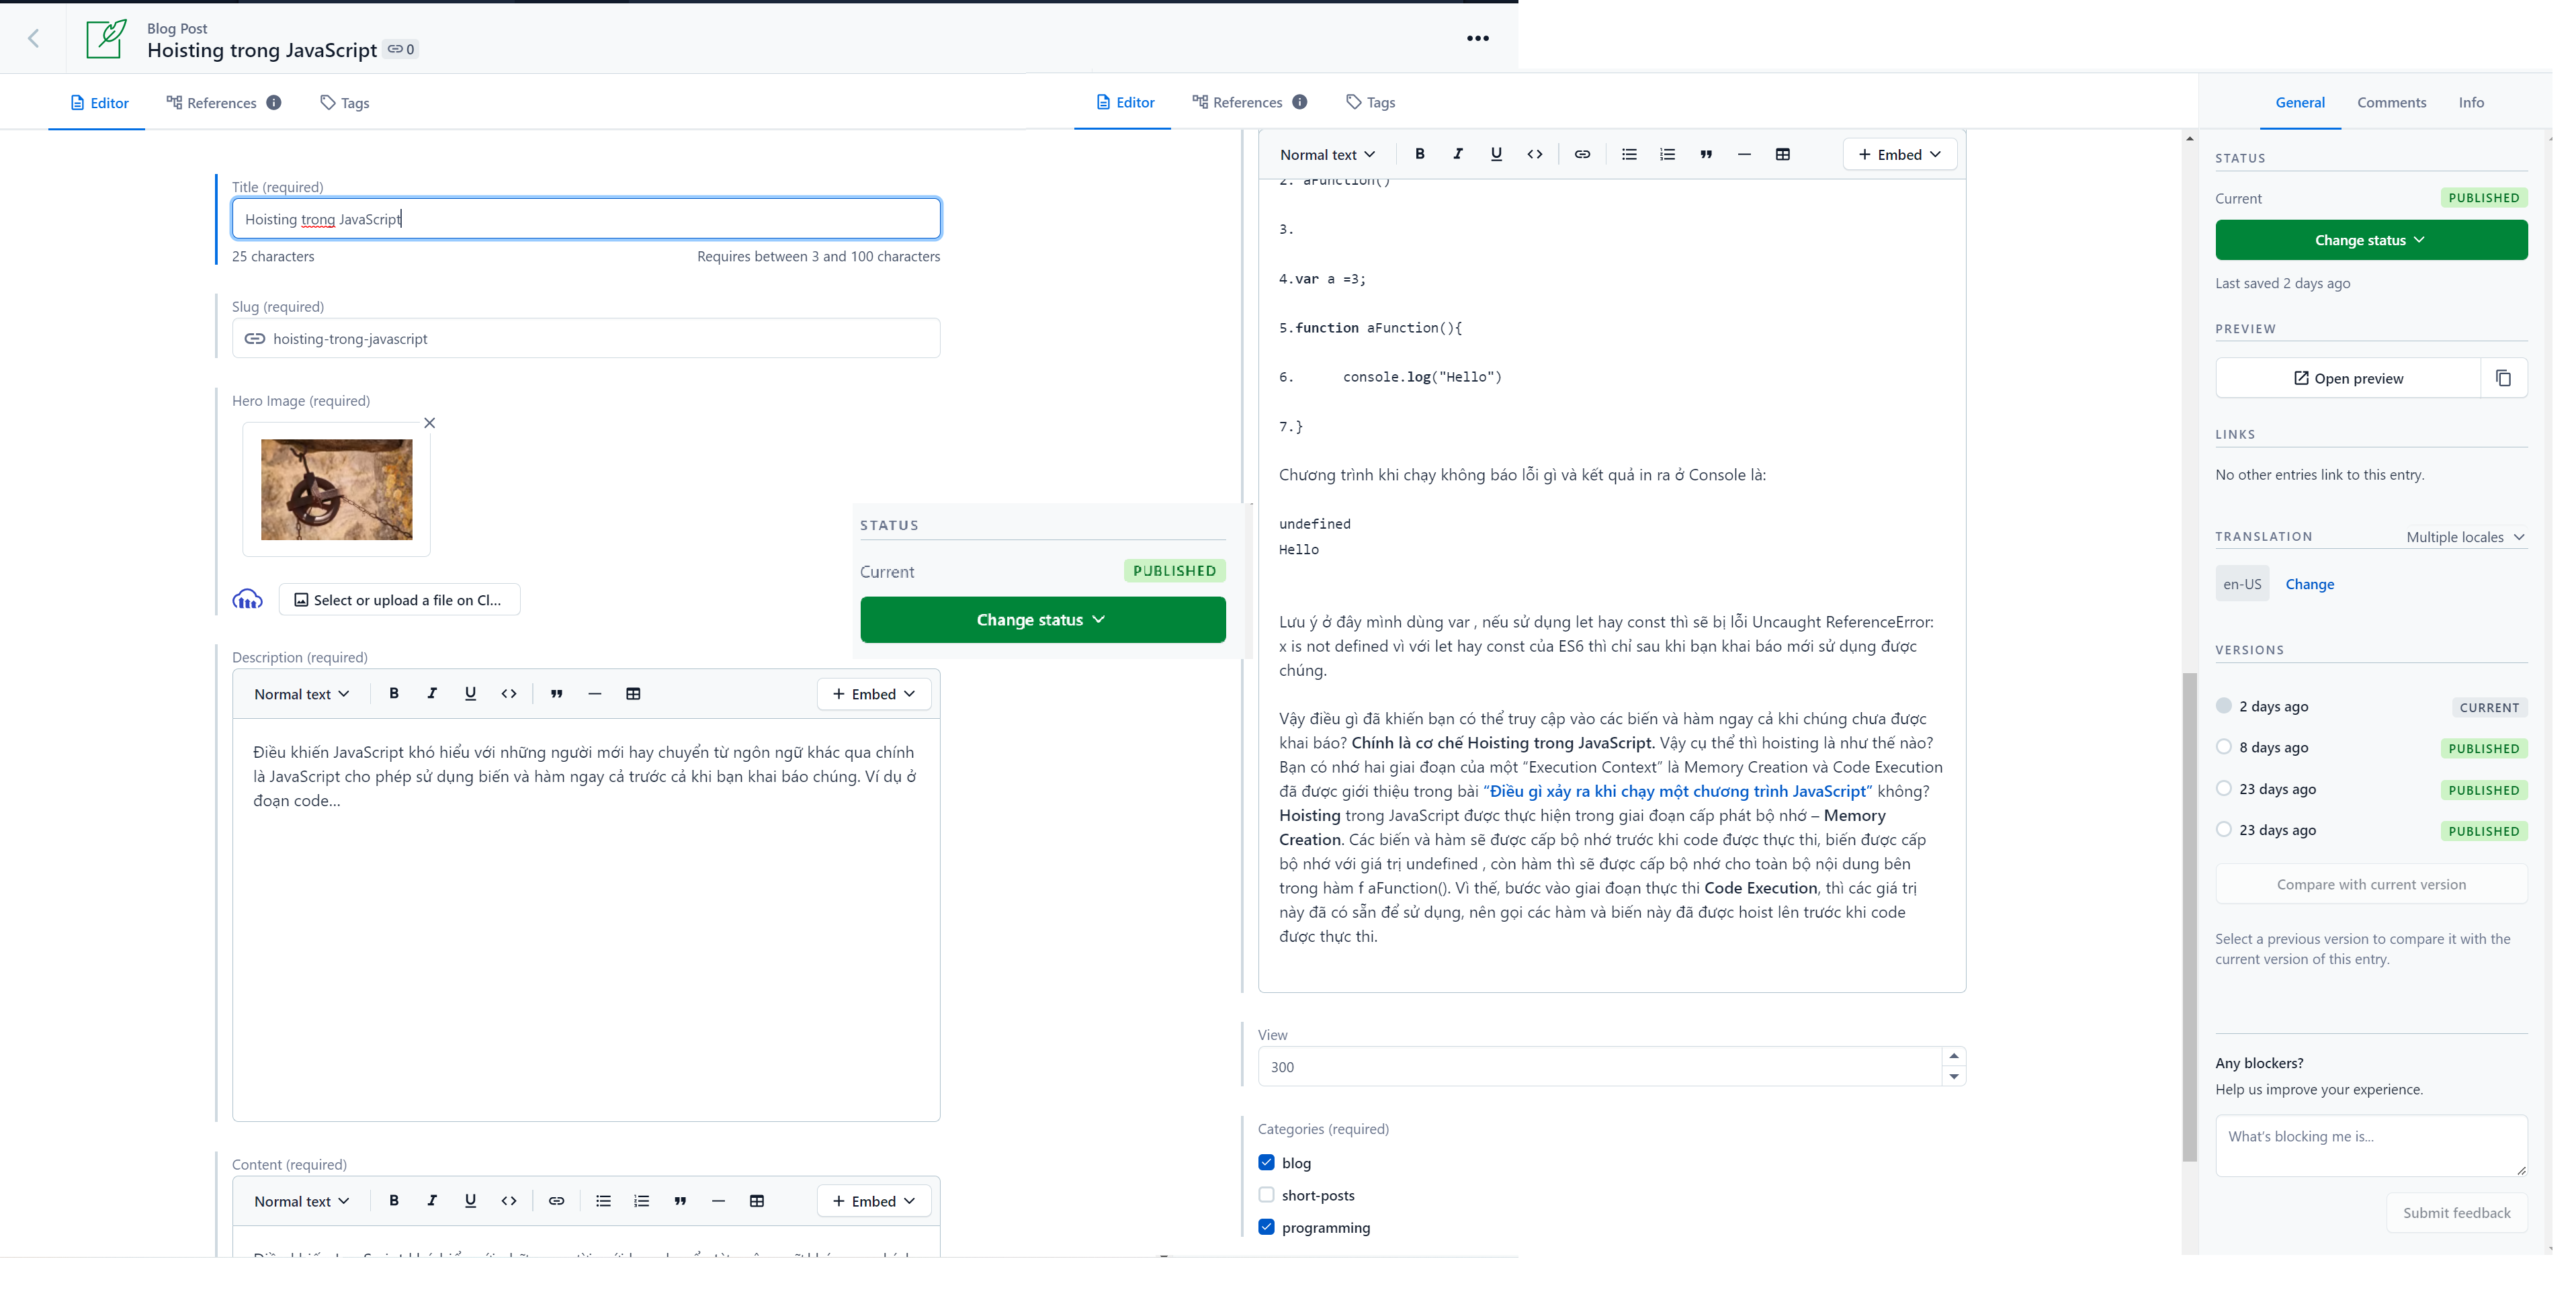 Blog Post
Hoisting trong JavaScript 0
Editor References Tags
Title (required)
Hoisting trong JavaScript
25 characters Requires between 3 and 100 characters
Slug (required)
hoisting-trong-javascript
Hero Image (required)
Select or upload a file on Cl...
STATUS
Current PUBLISHED
Change status
Description (required)
Normal text B I U Embed
Điều khiến JavaScript khó hiểu với những người mới hay chuyển từ ngôn ngữ khác qua chính
là JavaScript cho phép sử dụng biến và hàm ngay cả trước cả khi bạn khai báo chúng. Ví dụ ở
đoạn code...
Content (required)
Normal text B I U Embed
Editor References Tags
Normal text B I U Embed
2. aFunction()
3.
4.var a =3;
5.function aFunction(){
6. console.log("Hello")
7.}
Chương trình khi chạy không báo lỗi gì và kết quả in ra ở Console là:
undefined
Hello
Lưu ý ở đây mình dùng var , nếu sử dụng let hay const thì sẽ bị lỗi Uncaught ReferenceError:
x is not defined vì với let hay const của ES6 thì chỉ sau khi bạn khai báo mới sử dụng được
chúng.
Vậy điều gì đã khiến bạn có thể truy cập vào các biến và hàm ngay cả khi chúng chưa được
khai báo? Chính là cơ chế Hoisting trong JavaScript. Vậy cụ thể thì hoisting là như thế nào?
Bạn có nhớ hai giai đoạn của một “Execution Context” là Memory Creation và Code Execution
đã được giới thiệu trong bài “Điều gì xảy ra khi chạy một chương trình JavaScript” không?
Hoisting trong JavaScript được thực hiện trong giai đoạn cấp phát bộ nhớ – Memory
Creation. Các biến và hàm sẽ được cấp bộ nhớ trước khi code được thực thi, biến được cấp
bộ nhớ với giá trị undefined , còn hàm thì sẽ được cấp bộ nhớ cho toàn bộ nội dung bên
trong hàm f aFunction(). Vì thế, bước vào giai đoạn thực thi Code Execution, thì các giá trị
này đã có sẵn để sử dụng, nên gọi các hàm và biến này đã được hoist lên trước khi code
được thực thi.
View
300
Categories (required)
blog
short-posts
programming
General Comments Info
STATUS
Current PUBLISHED
Change status
Last saved 2 days ago
PREVIEW
Open preview
LINKS
No other entries link to this entry.
TRANSLATION Multiple locales
en-US Change
VERSIONS
2 days ago CURRENT
8 days ago PUBLISHED
23 days ago PUBLISHED
23 days ago PUBLISHED
Compare with current version
Select a previous version to compare it with the
current version of this entry.
Any blockers?
Help us improve your experience.
What's blocking me is...
Submit feedback